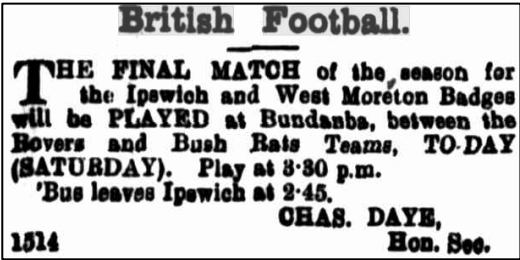 British Football.
THE FINAL MATCH of the season for
the Ipswich and West Moreton Badges
will be PLAYED at Bundanba, between the
Rovers and Bush Rats Teams, TO-DAY
(SATURDAY). Play at 3·30 p.m.
'Bus leaves Ipswich at 2·45.
CHAS. DAYE,
1514 Hon. Sec.